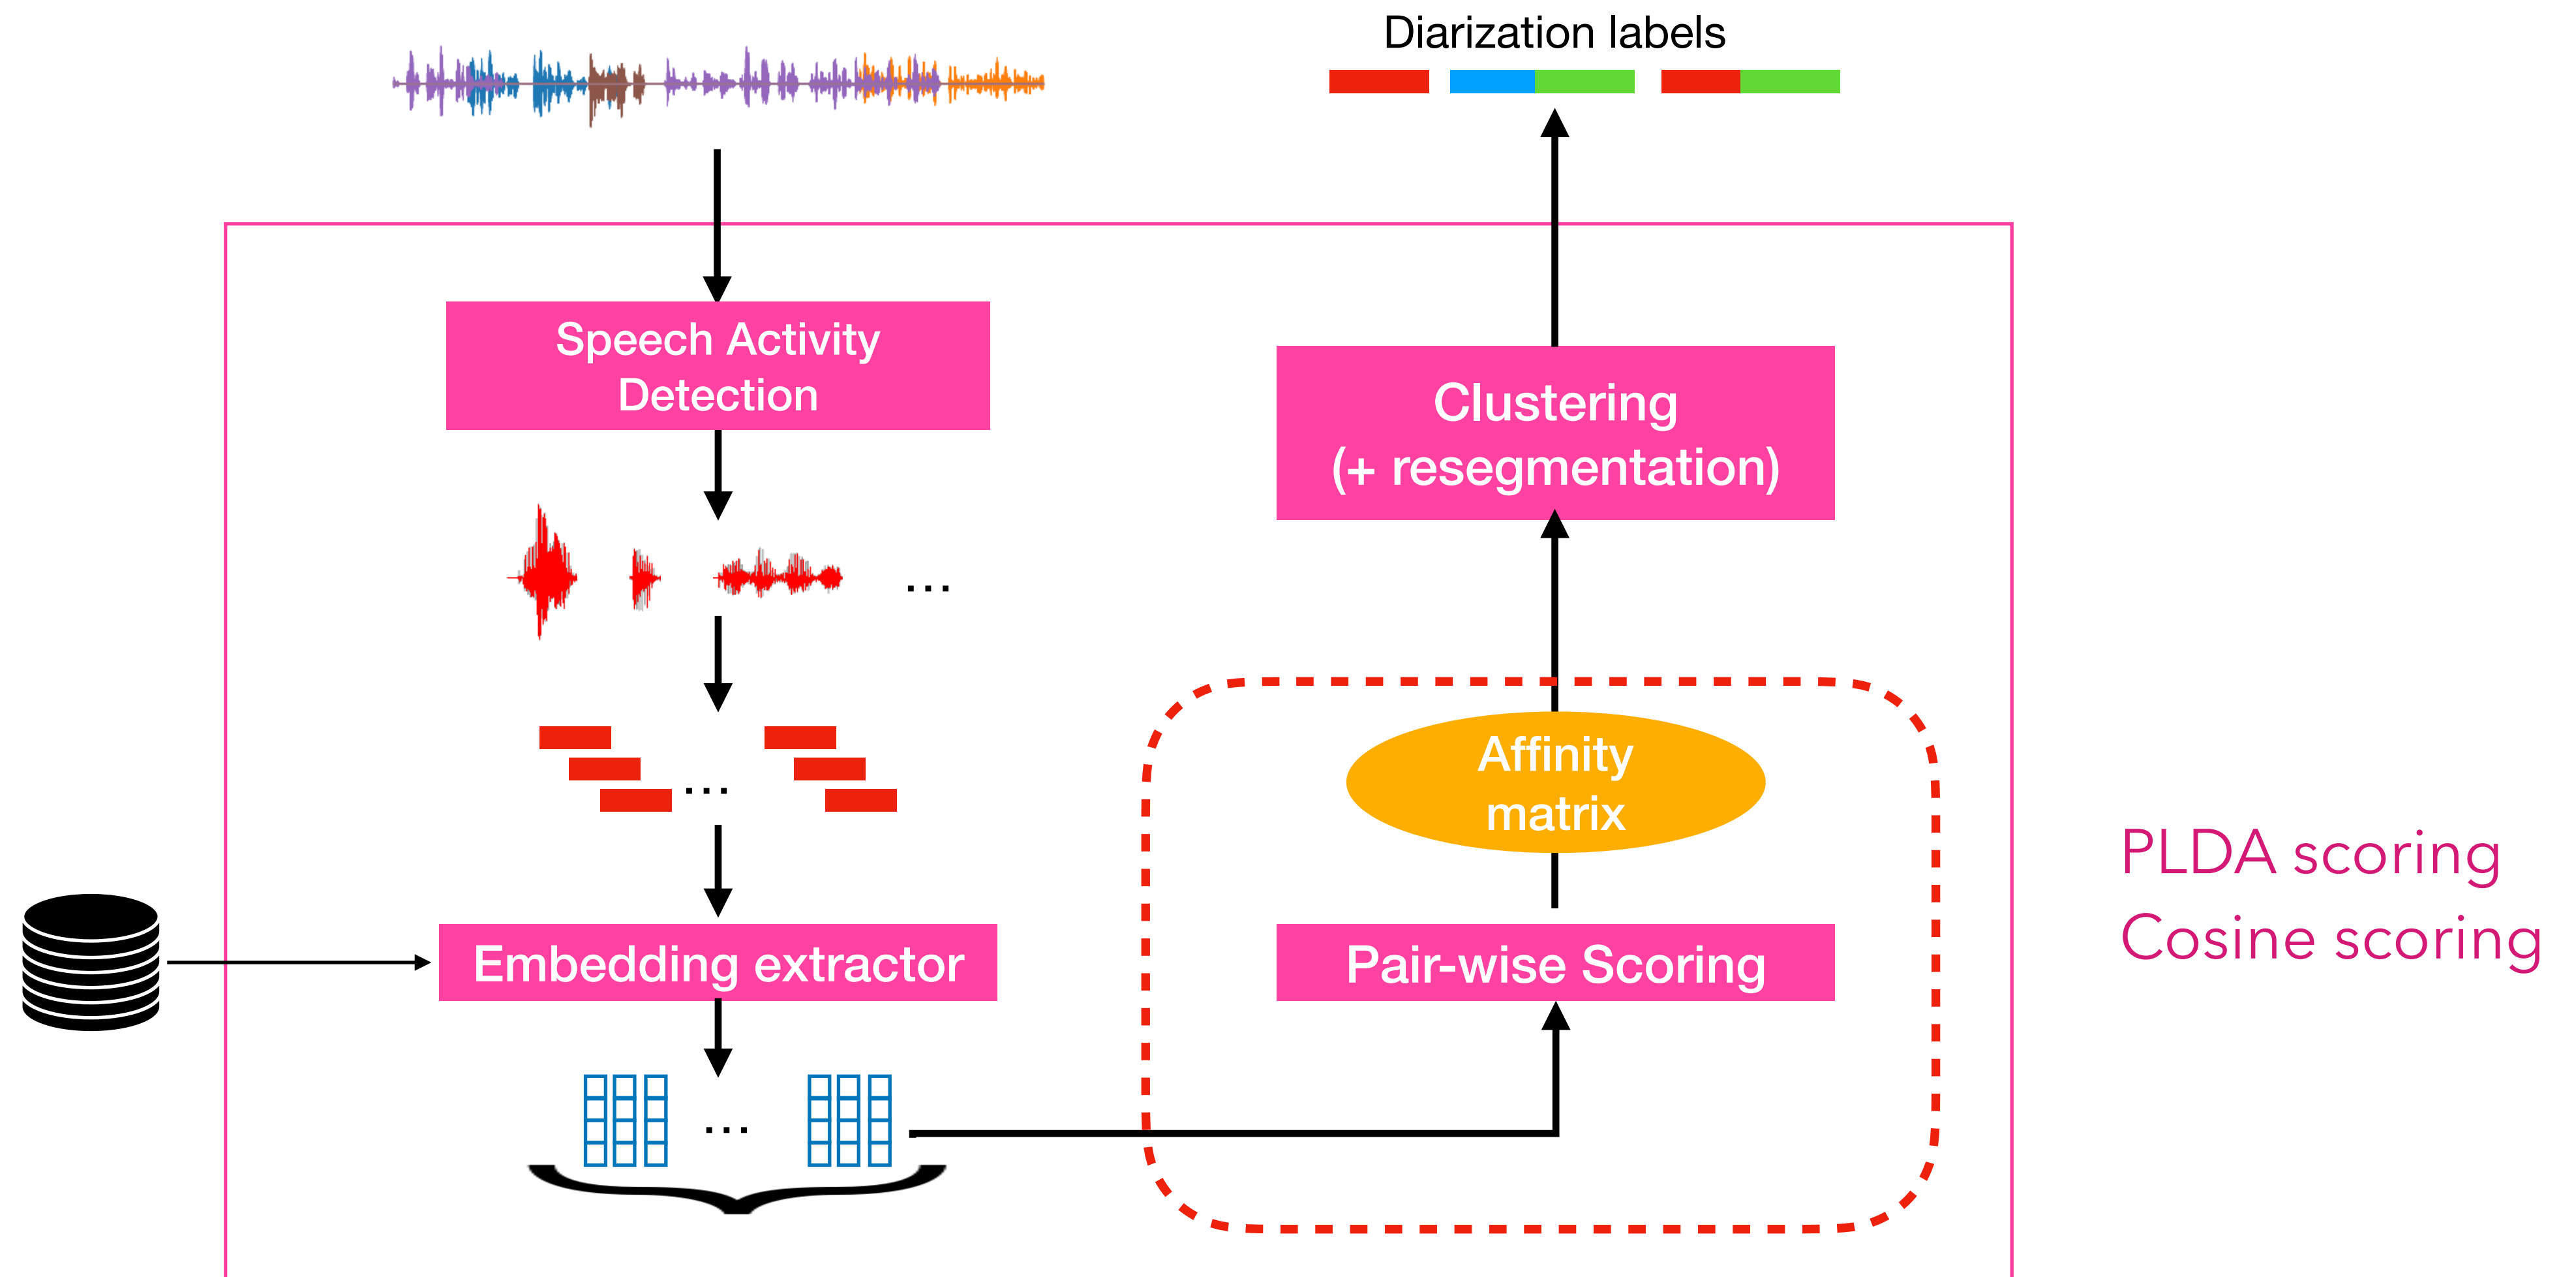 Diarization labels
Speech Activity
Detection
...
...
Embedding extractor
...
Clustering
(+ resegmentation)
Affinity
matrix
Pair-wise Scoring
PLDA scoring
Cosine scoring